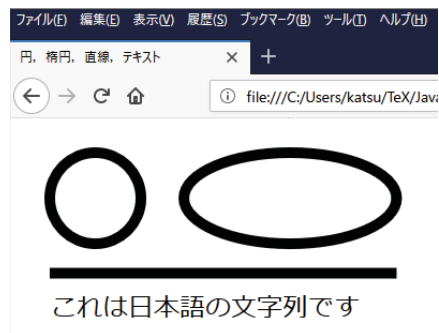 ファイル(F) 編集(E) 表示(V) 履歴(S) ブックマーク(B) ツール(T) ヘルプ(H)
円，楕円，直線，テキスト
file:///C:/Users/katsu/TeX/Java
これは日本語の文字列です